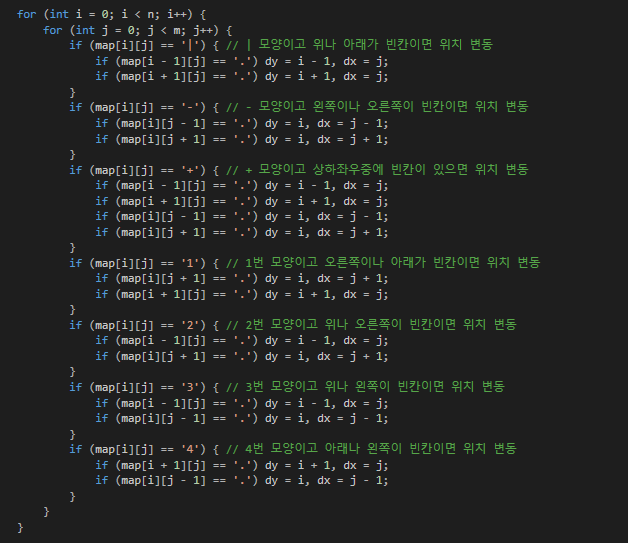 for (int i = 0; i < n; i++) {
    for (int j = 0; j < m; j++) {
        if (map[i][j] == '|') { // | 모양이고 위나 아래가 빈칸이면 위치 변동
            if (map[i - 1][j] == '.') dy = i - 1, dx = j;
            if (map[i + 1][j] == '.') dy = i + 1, dx = j;
        }
        if (map[i][j] == '-') { // - 모양이고 왼쪽이나 오른쪽이 빈칸이면 위치 변동
            if (map[i][j - 1] == '.') dy = i, dx = j - 1;
            if (map[i][j + 1] == '.') dy = i, dx = j + 1;
        }
        if (map[i][j] == '+') { // + 모양이고 상하좌우중에 빈칸이 있으면 위치 변동
            if (map[i - 1][j] == '.') dy = i - 1, dx = j;
            if (map[i + 1][j] == '.') dy = i + 1, dx = j;
            if (map[i][j - 1] == '.') dy = i, dx = j - 1;
            if (map[i][j + 1] == '.') dy = i, dx = j + 1;
        }
        if (map[i][j] == '1') { // 1번 모양이고 오른쪽이나 아래가 빈칸이면 위치 변동
            if (map[i][j + 1] == '.') dy = i, dx = j + 1;
            if (map[i + 1][j] == '.') dy = i + 1, dx = j;
        }
        if (map[i][j] == '2') { // 2번 모양이고 위나 오른쪽이 빈칸이면 위치 변동
            if (map[i - 1][j] == '.') dy = i - 1, dx = j;
            if (map[i][j + 1] == '.') dy = i, dx = j + 1;
        }
        if (map[i][j] == '3') { // 3번 모양이고 위나 왼쪽이 빈칸이면 위치 변동
            if (map[i - 1][j] == '.') dy = i - 1, dx = j;
            if (map[i][j - 1] == '.') dy = i, dx = j - 1;
        }
        if (map[i][j] == '4') { // 4번 모양이고 아래나 왼쪽이 빈칸이면 위치 변동
            if (map[i + 1][j] == '.') dy = i + 1, dx = j;
            if (map[i][j - 1] == '.') dy = i, dx = j - 1;
        }
    }
}